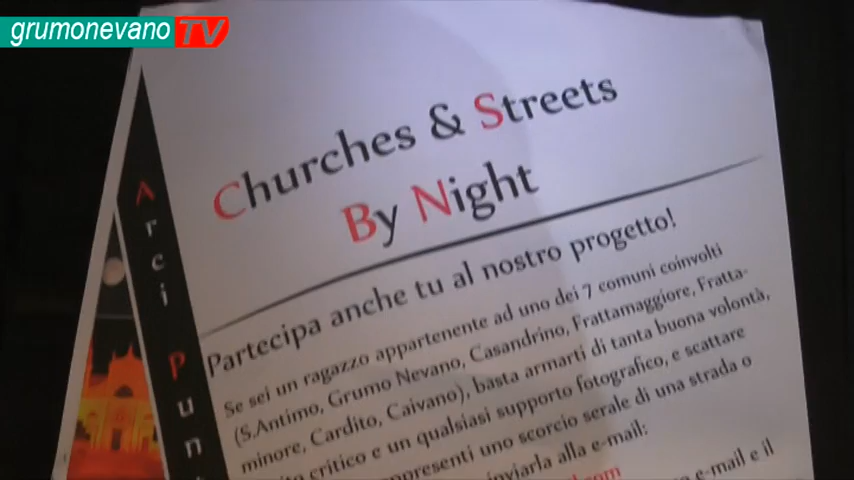 grumonevano TV
Churches & Streets
By Night
Arci Punt
Partecipa anche tu al nostro progetto!
Se sei un ragazzo appartenente ad uno dei 7 comuni coinvolti
(S.Antimo, Grumo Nevano, Casandrino, Frattamaggiore, Fratta-
minore, Cardito, Caivano), basta armarti di tanta buona volontà,
critico e un qualsiasi supporto fotografico, e scattare
uno scorcio serale di una strada o
inviarla alla e-mail:
e-mail e il